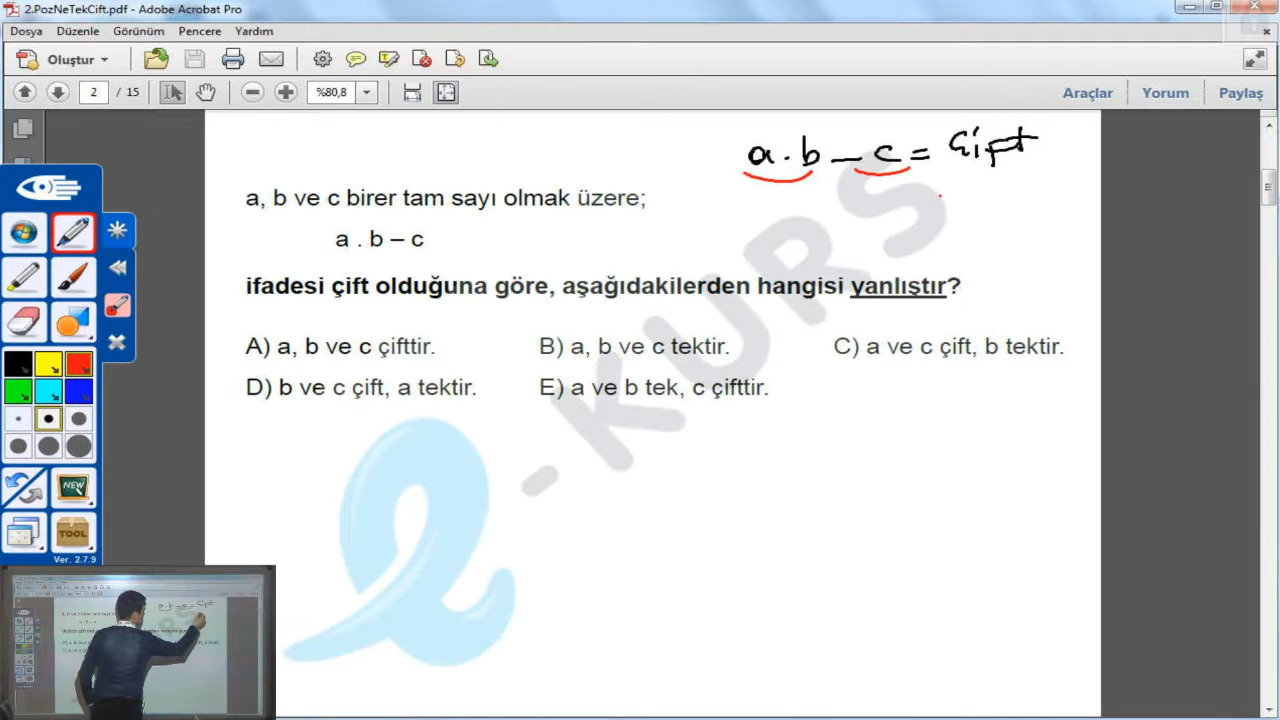 2.PozNeTekCift.pdf - Adobe Acrobat Pro
Dosya Düzenle Görünüm Pencere Yardım
Oluştur
2 / 15 %80,8 Araçlar Yorum Paylaş
a . b – c = Çift
a, b ve c birer tam sayı olmak üzere;
a . b – c
ifadesi çift olduğuna göre, aşağıdakilerden hangisi yanlıştır?
A) a, b ve c çifttir. B) a, b ve c tektir. C) a ve c çift, b tektir.
D) b ve c çift, a tektir. E) a ve b tek, c çifttir.
e-KURS
NEW
TOOL
Ver. 2.7.9